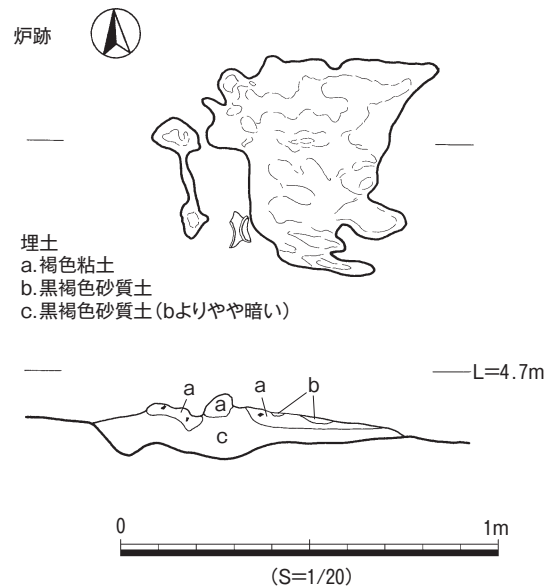 炉跡
埋土
a.褐色粘土
b.黒褐色砂質土
c.黒褐色砂質土(bよりやや暗い)
L=4.7m
a
a
a
b
c
0
1m
(S=1/20)